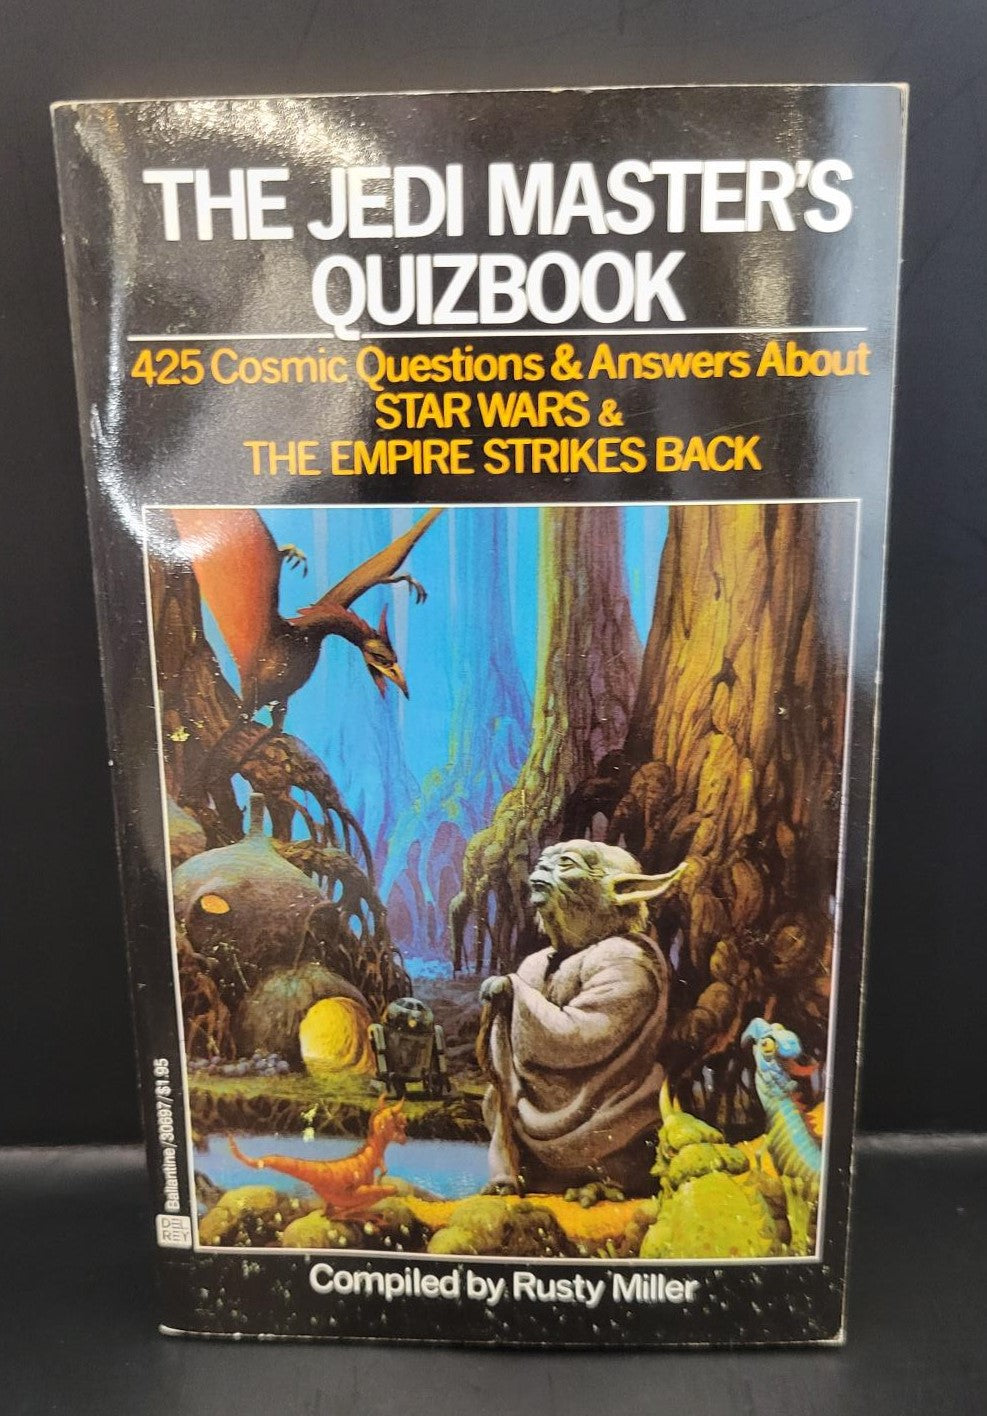 THE JEDI MASTER'S
QUIZBOOK
425 Cosmic Questions & Answers About
STAR WARS &
THE EMPIRE STRIKES BACK
Ballantine/30697/$1.95
DEL
REY
Compiled by Rusty Miller